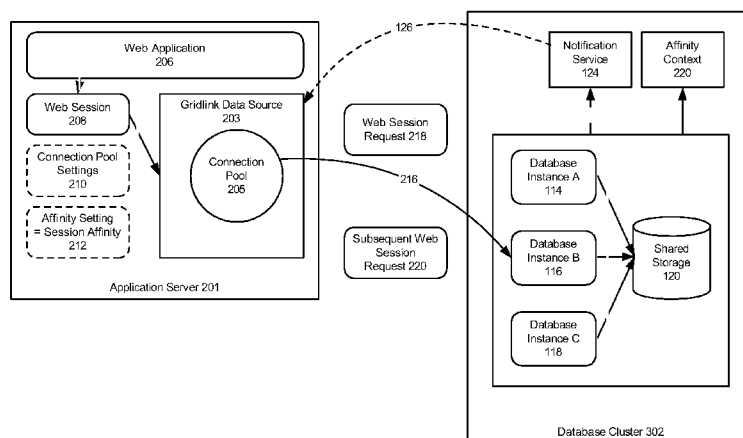 Web Application
206
Web Session
208
Connection Pool
Settings
210
Affinity Setting
= Session Affinity
212
Gridlink Data Source
203
Connection
Pool
205
Application Server 201
126
Web Session
Request 218
216
Subsequent Web
Session
Request 220
Notification
Service
124
Affinity
Context
220
Database
Instance A
114
Database
Instance B
116
Database
Instance C
118
Shared
Storage
120
Database Cluster 302